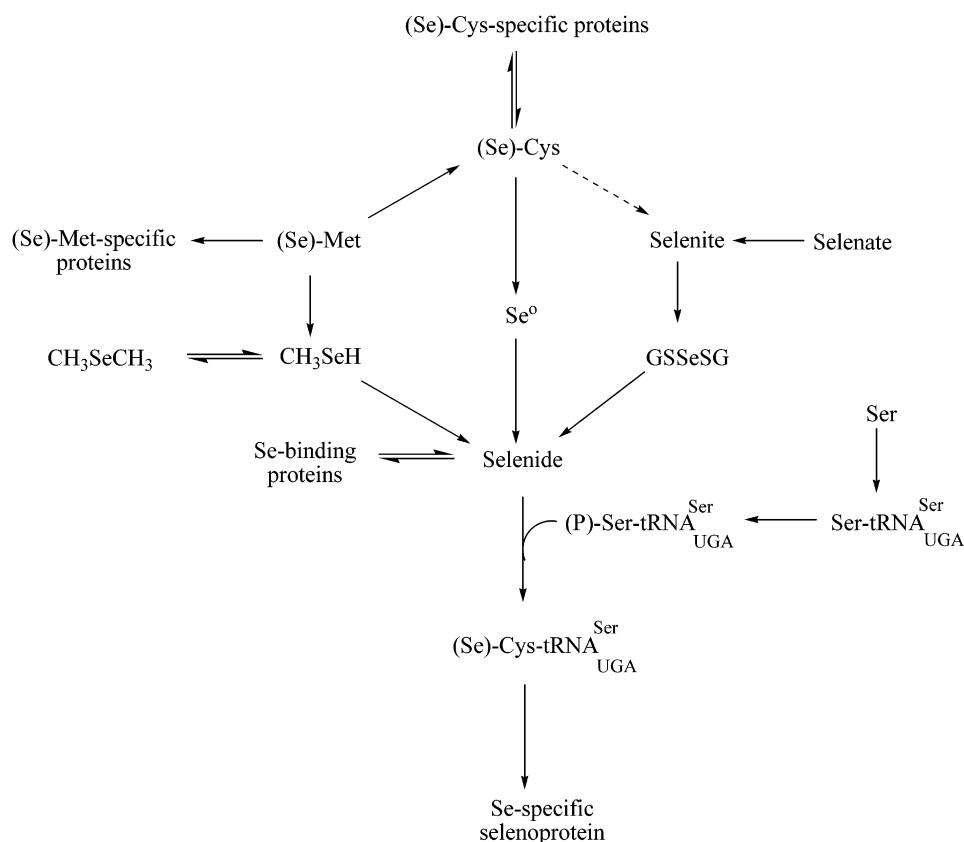 (Se)-Cys-specific proteins
(Se)-Cys
(Se)-Met-specific
proteins
(Se)-Met
Selenite
Selenate
Seº
CH₃SeCH₃
CH₃SeH
GSSeSG
Ser
Se-binding
proteins
Selenide
(P)-Ser-tRNA Ser UGA
Ser-tRNA Ser UGA
(Se)-Cys-tRNA Ser UGA
Se-specific
selenoprotein